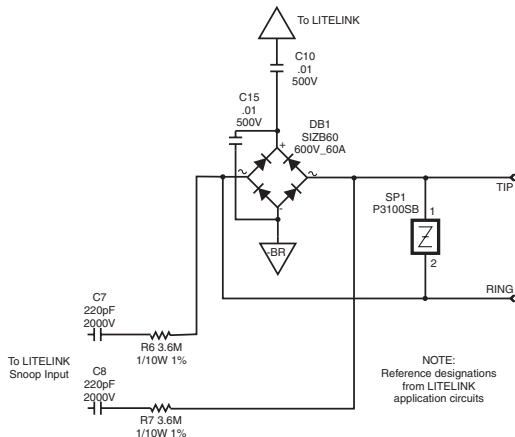 To LITELINK
C10
.01
500V
C15
.01
500V
DB1
SIZB60
600V_60A
+
~
~
-
-BR
SP1
P3100SB
1
2
TIP
RING
C7
220pF
2000V
R6 3.6M
1/10W 1%
To LITELINK
Snoop Input
C8
220pF
2000V
R7 3.6M
1/10W 1%
NOTE:
Reference designations
from LITELINK
application circuits